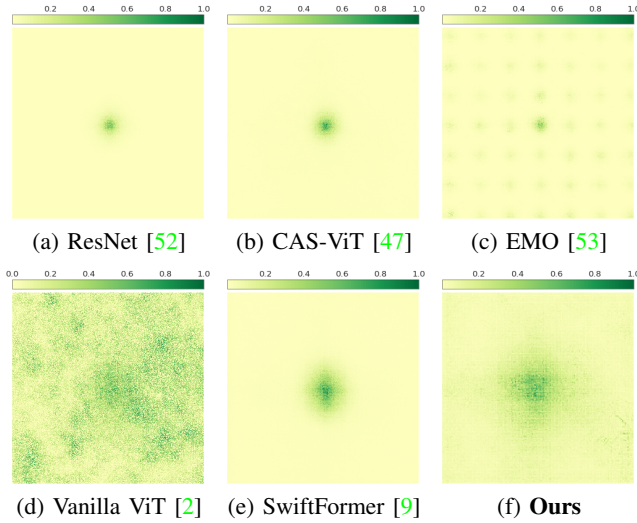 0.2 0.4 0.6 0.8 1.0 0.2 0.4 0.6 0.8 1.0 0.2 0.4 0.6 0.8 1.0
(a) ResNet [52] (b) CAS-ViT [47] (c) EMO [53]
0.0 0.2 0.4 0.6 0.8 1.0 0.2 0.4 0.6 0.8 1.0 0.2 0.4 0.6 0.8 1.0
(d) Vanilla ViT [2] (e) SwiftFormer [9] (f) Ours